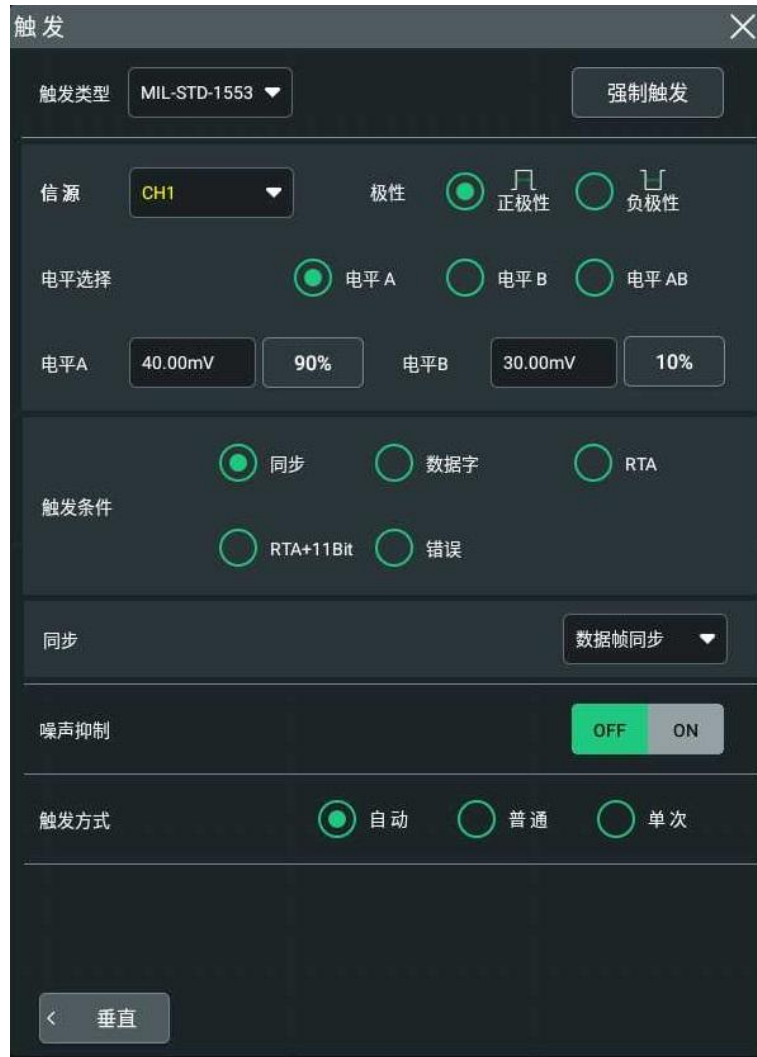 触发
触发类型 MIL-STD-1553 强制触发
信源 CH1 极性 正极性 负极性
电平选择 电平 A 电平 B 电平 AB
电平A 40.00mV 90% 电平B 30.00mV 10%
同步 数据字 RTA
触发条件
RTA+11Bit 错误
同步 数据帧同步
噪声抑制 OFF ON
触发方式 自动 普通 单次
< 垂直